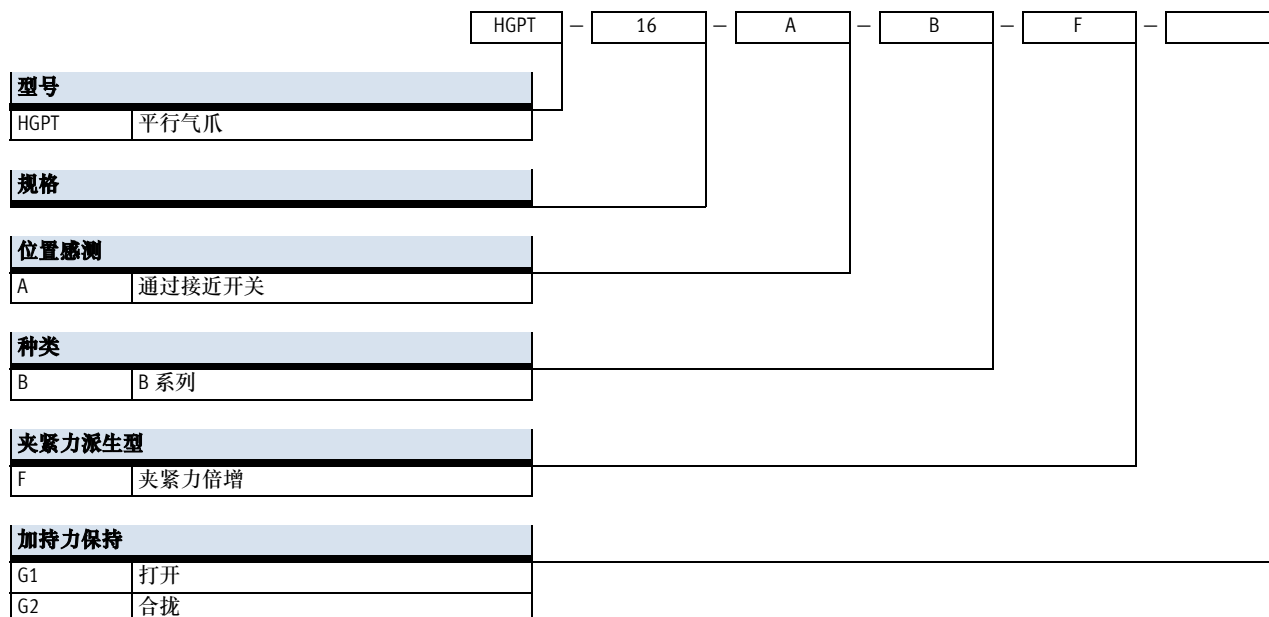 HGPT – 16 – A – B – F –
型号
HGPT 平行气爪
规格
位置感测
A 通过接近开关
种类
B B 系列
夹紧力派生型
F 夹紧力倍增
加持力保持
G1 打开
G2 合拢